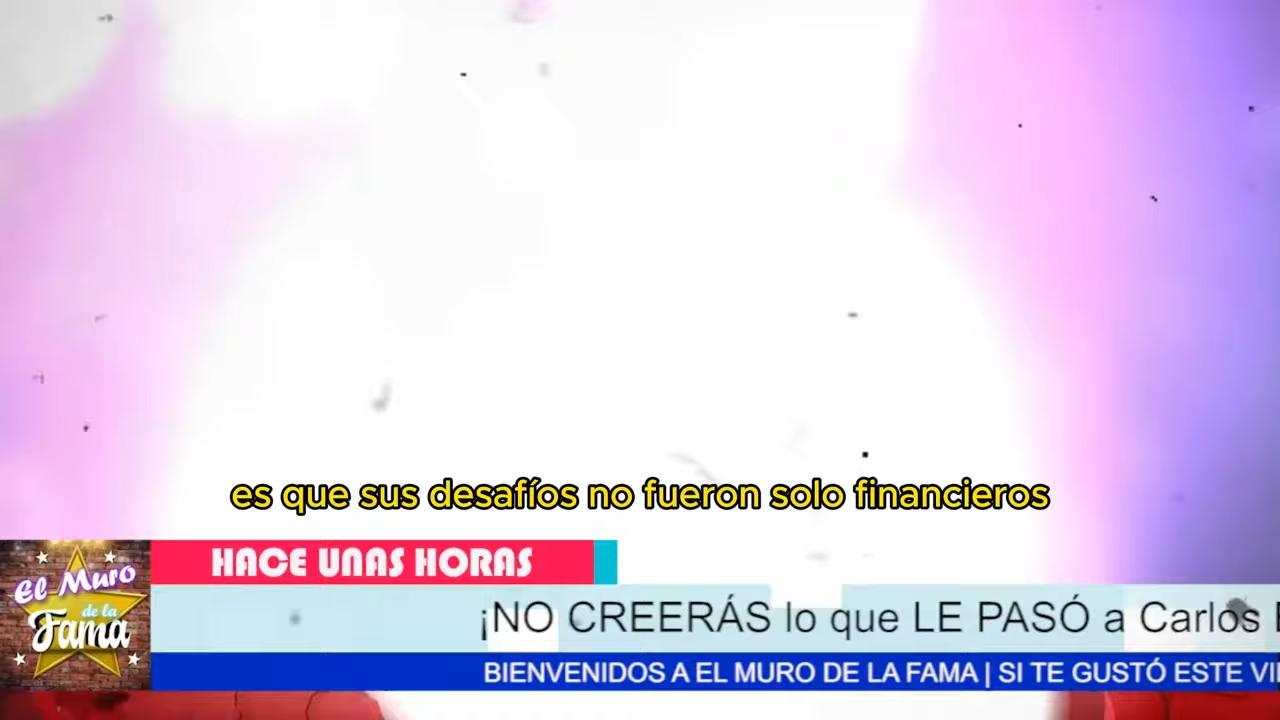 es que sus desafíos no fueron solo financieros
HACE UNAS HORAS
El Muro
de la
Fama
¡NO CREERÁS lo que LE PASÓ a Carlos
BIENVENIDOS A EL MURO DE LA FAMA | SI TE GUSTÓ ESTE